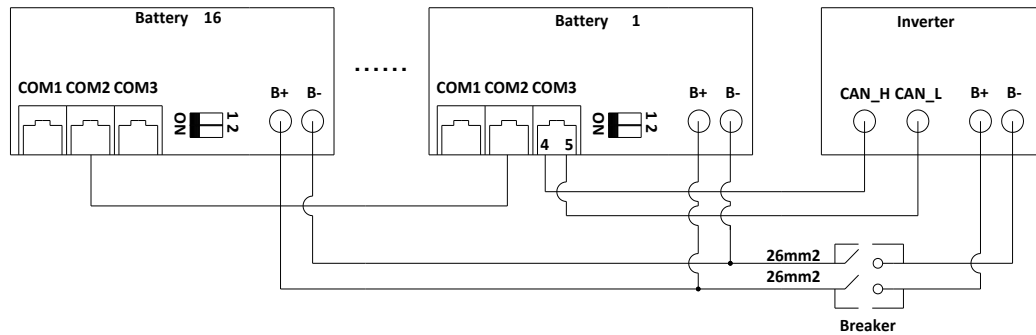 Battery 16
COM1 COM2 COM3
B+ B-
ON
1 2
......
Battery 1
COM1 COM2 COM3
4 5
B+ B-
ON
1 2
Inverter
CAN_H CAN_L
B+ B-
26mm2
26mm2
Breaker